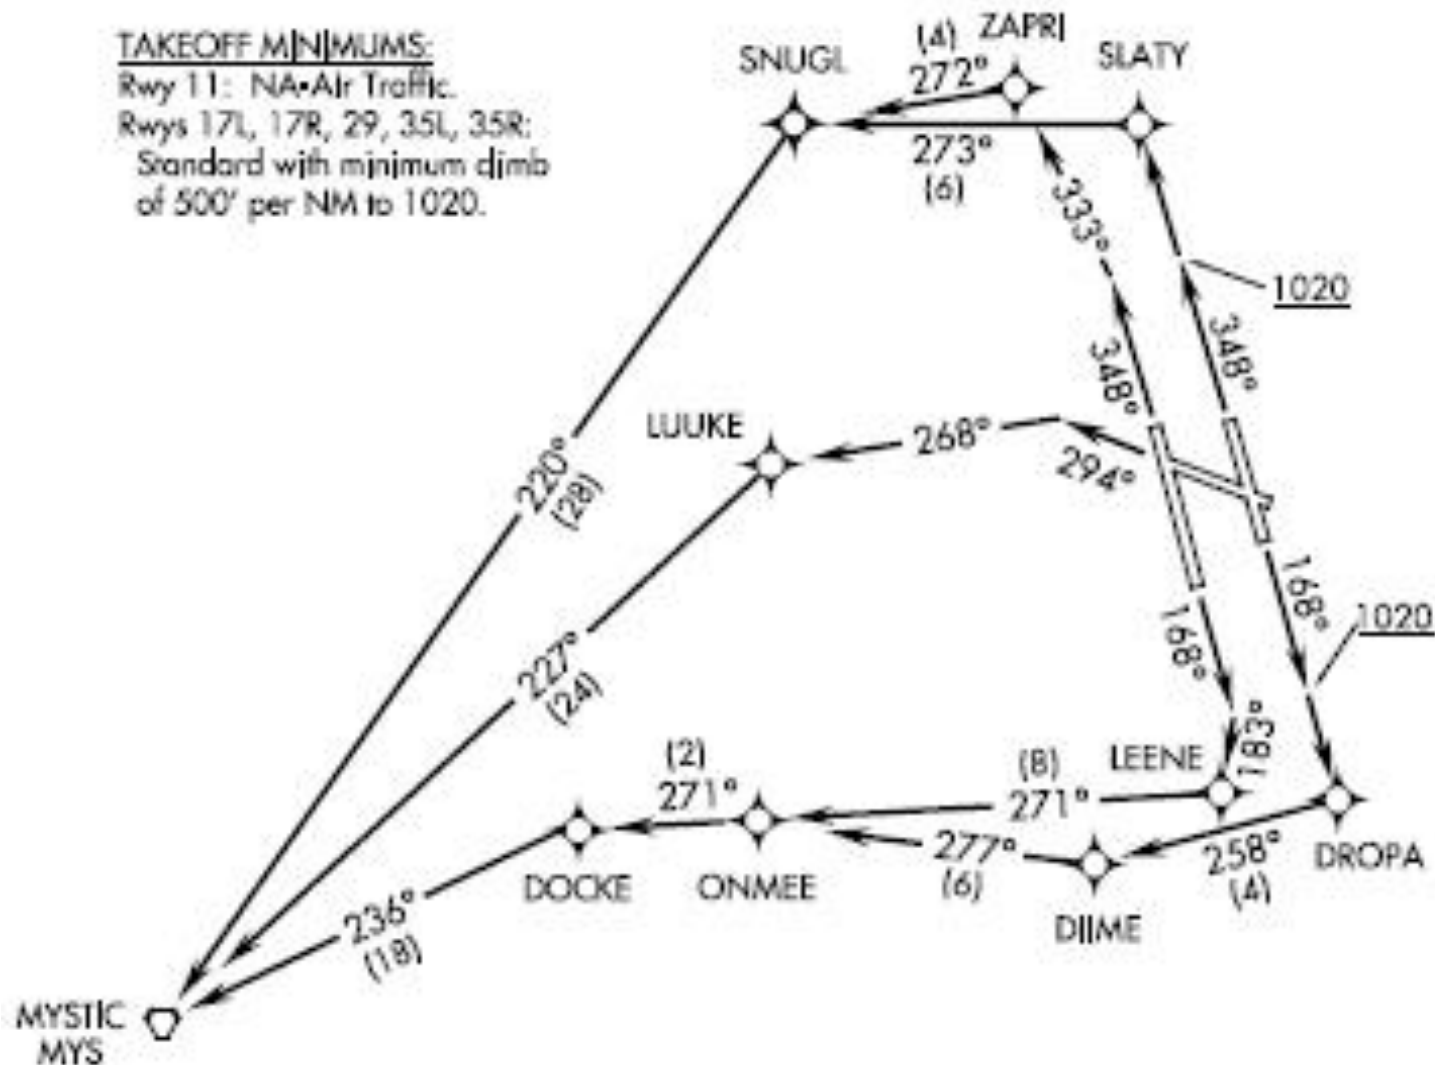 TAKEOFF MINIMUMS:
Rwy 11: NA-Air Traffic.
Rwys 17L, 17R, 29, 35L, 35R:
Standard with minimum climb
of 500' per NM to 1020.
SNUGL
(4)
272°
ZAPRI
SLATY
273°
(6)
333°
1020
348°
348°
LUUKE
268°
294°
220°
(28)
168°
168°
1020
227°
(24)
183°
LEENE
(2)
271°
(8)
271°
DOCKE
ONMEE
277°
(6)
258°
(4)
DROPA
DIIME
236°
(18)
MYSTIC
MYS